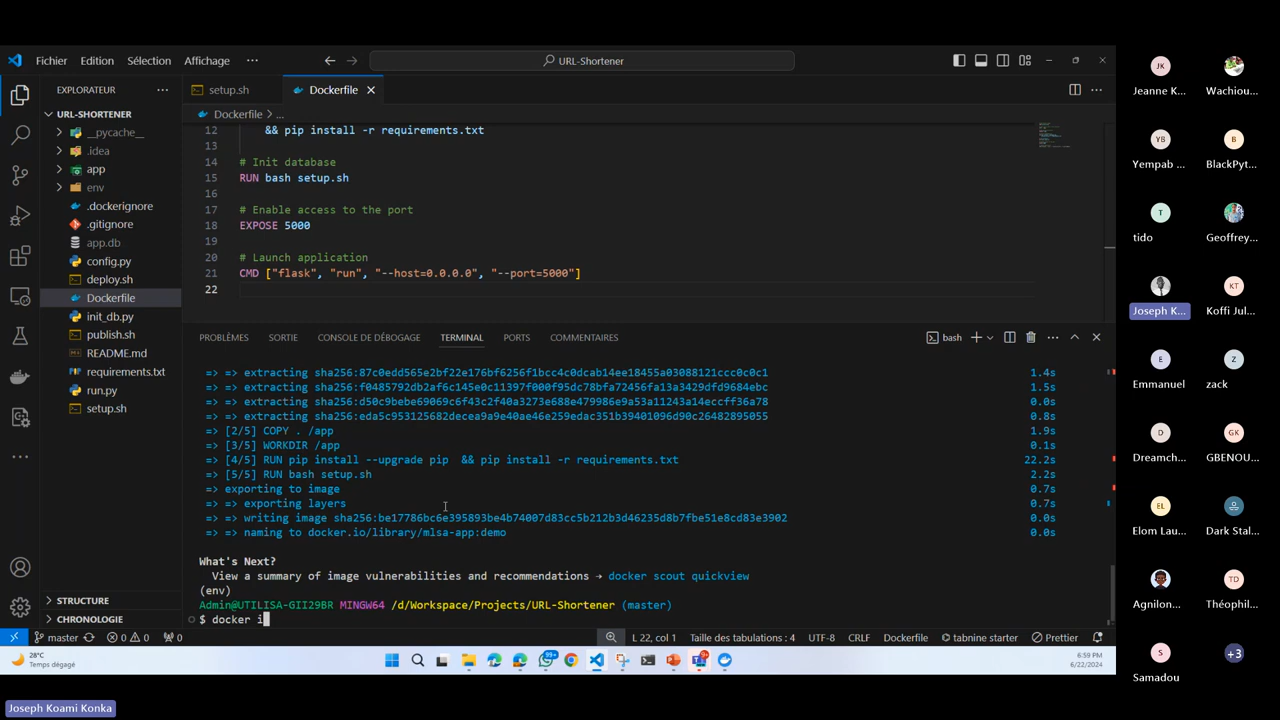 Fichier Edition Sélection Affichage ··· URL-Shortener
EXPLORATEUR ···
URL-SHORTENER
__pycache__
.idea
app
env
.dockerignore
.gitignore
app.db
config.py
deploy.sh
Dockerfile
init_db.py
publish.sh
README.md
requirements.txt
run.py
setup.sh
STRUCTURE
CHRONOLOGIE
setup.sh Dockerfile
Dockerfile > ...
12 && pip install -r requirements.txt
13
14 # Init database
15 RUN bash setup.sh
16
17 # Enable access to the port
18 EXPOSE 5000
19
20 # Launch application
21 CMD ["flask", "run", "--host=0.0.0.0", "--port=5000"]
22
PROBLÈMES SORTIE CONSOLE DE DÉBOGAGE TERMINAL PORTS COMMENTAIRES bash
=> => extracting sha256:87c0edd565e2bf22e176bf6256f1bcc4c0dcab14ee18455a03088121ccc0c0c1 1.4s
=> => extracting sha256:f0485792db2af6c145e0c11397f000f95dc78bfa72456fa13a3429dfd9684ebc 1.5s
=> => extracting sha256:d50c9bebe69069c6f43c2f40a3273e688e479986e9a53a11243a14eccff36a78 0.0s
=> => extracting sha256:eda5c953125682decea9a9e40ae46e259edac351b39401096d90c26482895055 0.8s
=> [2/5] COPY . /app 1.9s
=> [3/5] WORKDIR /app 0.1s
=> [4/5] RUN pip install --upgrade pip && pip install -r requirements.txt 22.2s
=> [5/5] RUN bash setup.sh 2.2s
=> exporting to image 0.7s
=> => exporting layers 0.7s
=> => writing image sha256:be17786bc6e395893be4b74007d83cc5b212b3d46235d8b7fbe51e8cd83e3902 0.0s
=> => naming to docker.io/library/mlsa-app:demo 0.0s
What's Next?
View a summary of image vulnerabilities and recommendations → docker scout quickview
(env)
Admin@UTILISA-GII29BR MINGW64 /d/Workspace/Projects/URL-Shortener (master)
$ docker i
master 0 0 0 L 22, col 1 Taille des tabulations : 4 UTF-8 CRLF Dockerfile tabnine starter Prettier
28°C
Temps dégagé
99+
9+
6:59 PM
6/22/2024
Joseph Koami Konka
JK
Jeanne K...
Wachiou...
YB
Yempab ...
B
BlackPyt...
T
tido
Geoffrey...
Joseph K...
KT
Koffi Jul...
E
Emmanuel
Z
zack
D
Dreamch...
GK
GBENOU...
EL
Elom Lau...
DS
Dark Stal...
Agnilon...
TD
Théophil...
S
Samadou
+3